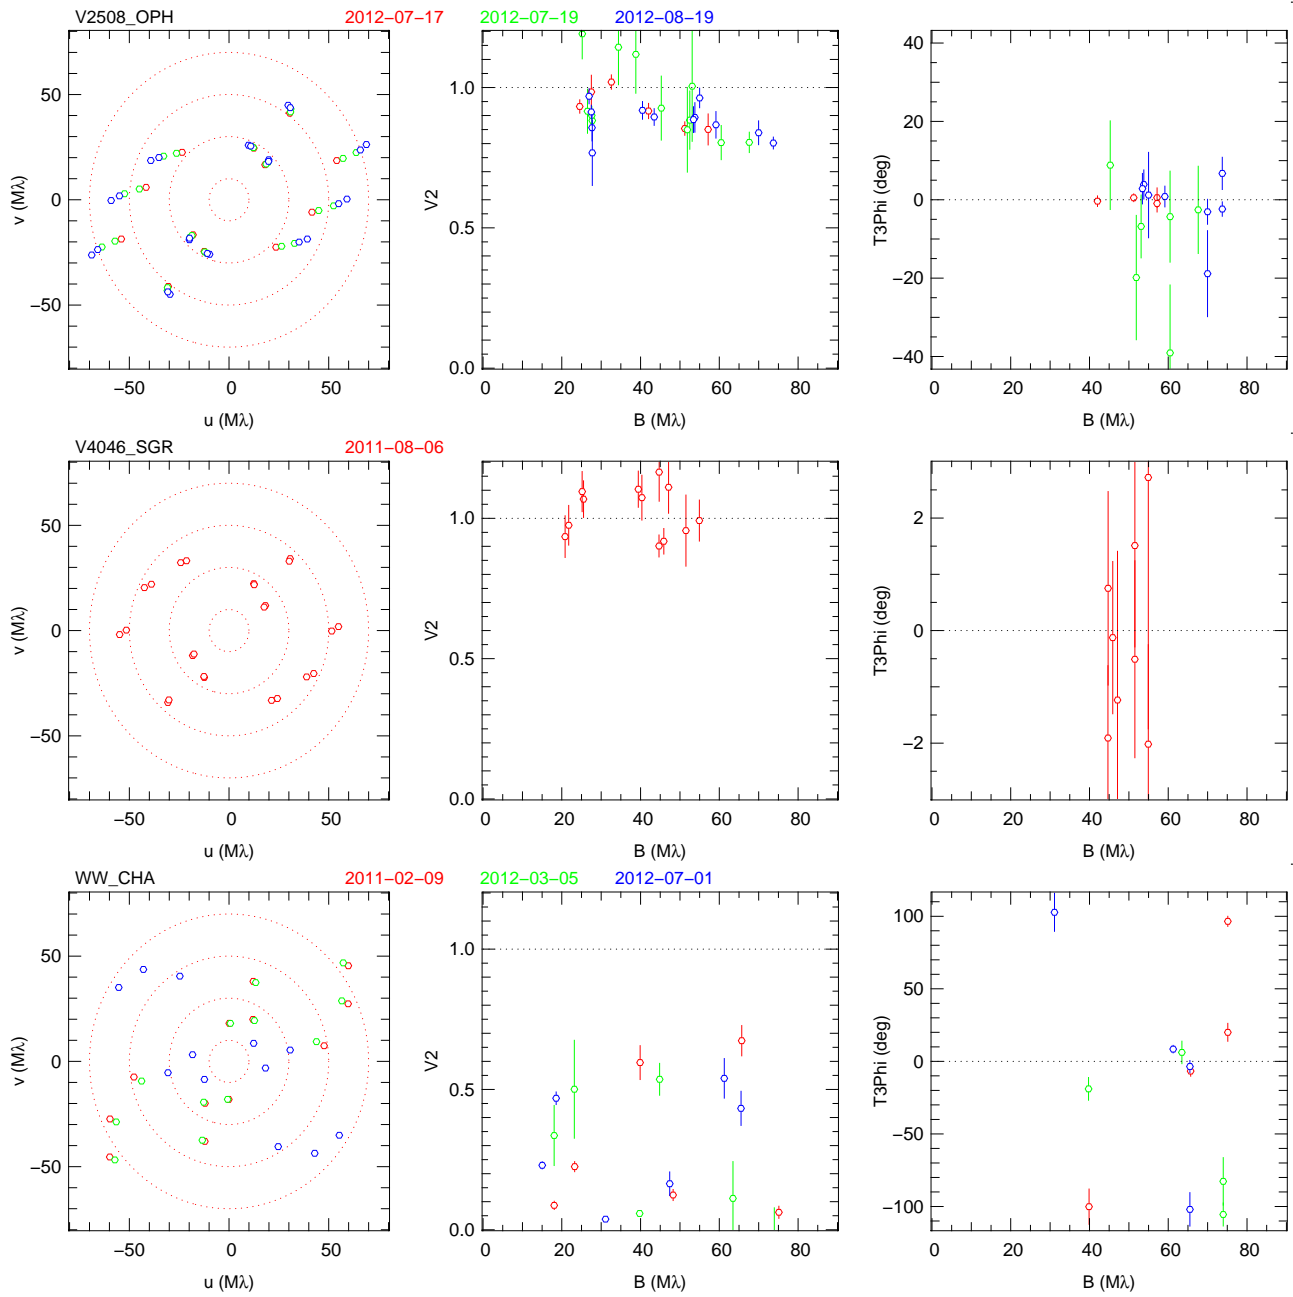 V2508_OPH 2012−07−17 2012−07−19 2012−08−19
50 1.0 40
20
0 0.5 0
−20
−50 0.0 −40
−50 0 50 0 20 40 60 80 0 20 40 60 80
u (Mλ) B (Mλ) B (Mλ)
v (Mλ) V2 T3Phi (deg)
V4046_SGR 2011−08−06
50 1.0 2
0 0.5 0
−50 0.0 −2
−50 0 50 0 20 40 60 80 0 20 40 60 80
u (Mλ) B (Mλ) B (Mλ)
v (Mλ) V2 T3Phi (deg)
WW_CHA 2011−02−09 2012−03−05 2012−07−01
50 1.0 100
50
0 0.5 0
−50
−50 0.0 −100
−50 0 50 0 20 40 60 80 0 20 40 60 80
u (Mλ) B (Mλ) B (Mλ)
v (Mλ) V2 T3Phi (deg)